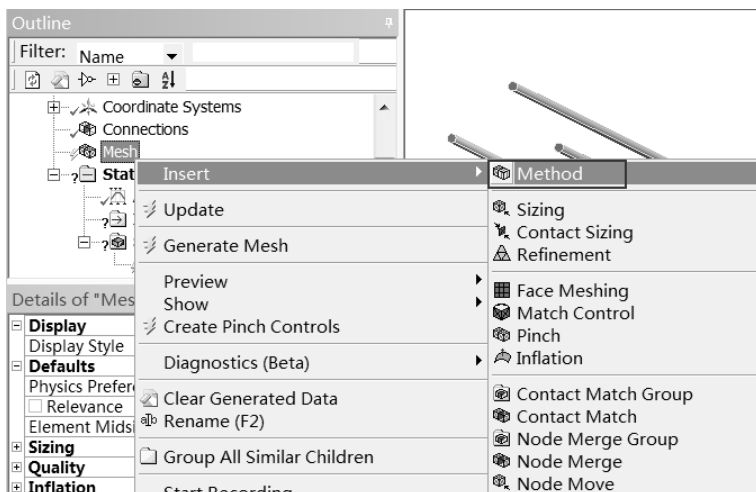 Outline
Filter: Name
Coordinate Systems
Connections
Mesh
Stat
Insert
Update
Generate Mesh
Preview
Show
Create Pinch Controls
Diagnostics (Beta)
Clear Generated Data
Rename (F2)
Group All Similar Children
Start Recording
Method
Sizing
Contact Sizing
Refinement
Face Meshing
Match Control
Pinch
Inflation
Contact Match Group
Contact Match
Node Merge Group
Node Merge
Node Move
Details of "Mes
Display
Display Style
Defaults
Physics Prefer
Relevance
Element Midsi
Sizing
Quality
Inflation